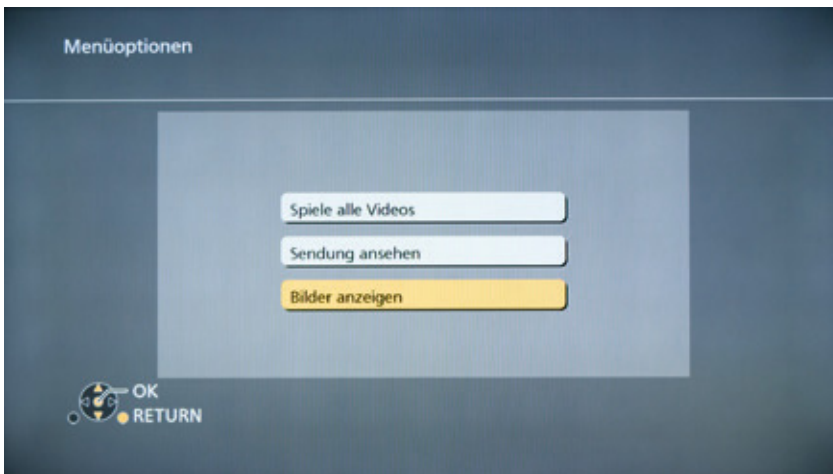 Menüoptionen
Spiele alle Videos
Sendung ansehen
Bilder anzeigen
OK
RETURN